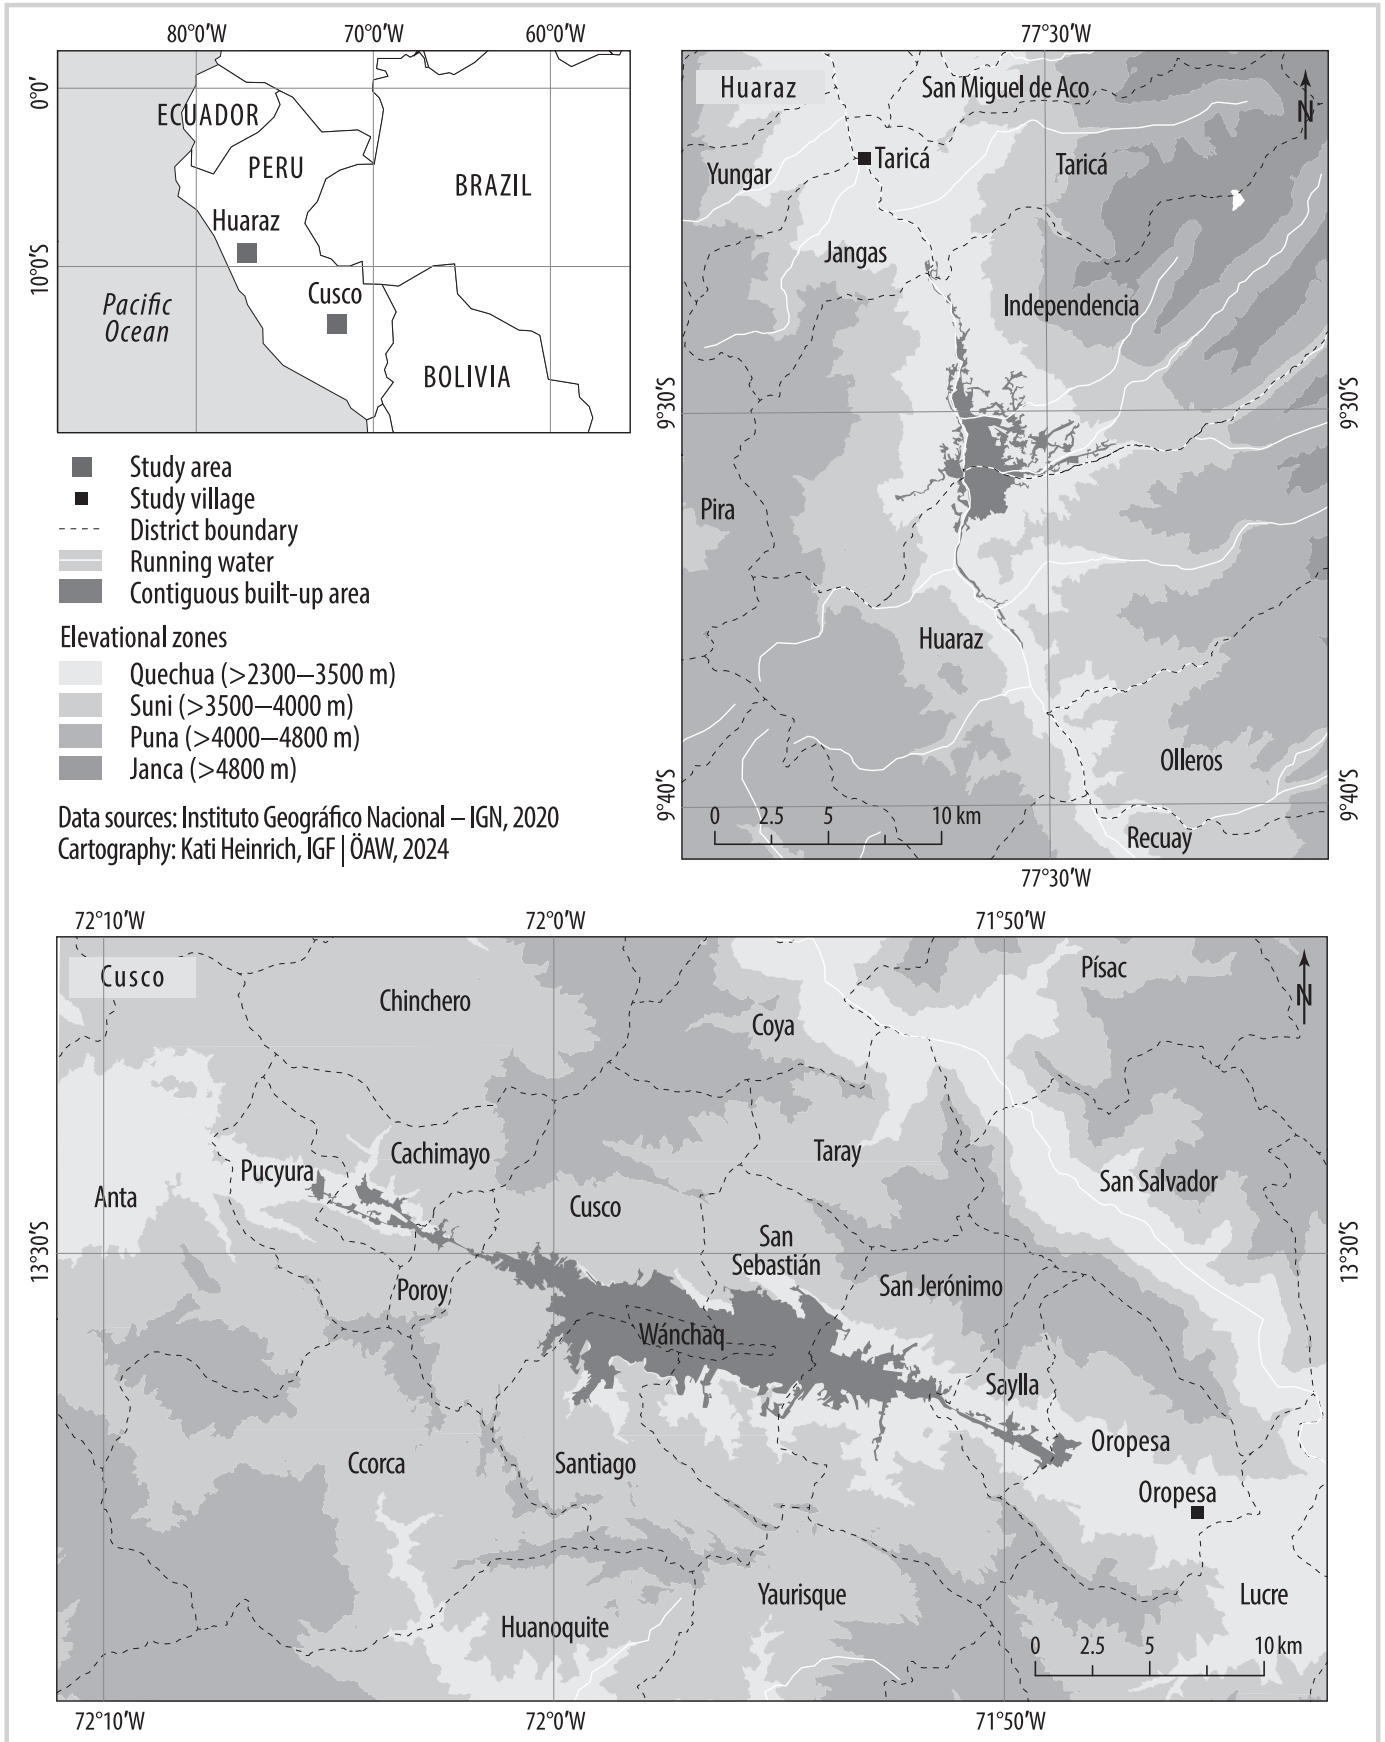 80°0′W 70°0′W 60°0′W
0°0′
10°0′S
ECUADOR
PERU
BRAZIL
Huaraz
Cusco
Pacific
Ocean
BOLIVIA
Study area
Study village
District boundary
Running water
Contiguous built-up area
Elevational zones
Quechua (>2300–3500 m)
Suni (>3500–4000 m)
Puna (>4000–4800 m)
Janca (>4800 m)
Data sources: Instituto Geográfico Nacional – IGN, 2020
Cartography: Kati Heinrich, IGF | ÖAW, 2024
77°30′W
Huaraz
San Miguel de Aco
N
Taricá
Taricá
Yungar
Jangas
Independencia
9°30′S
9°30′S
Pira
Huaraz
Olleros
9°40′S
9°40′S
0 2.5 5 10 km
Recuay
77°30′W
72°10′W 72°0′W 71°50′W
Cusco
Písac
N
Chinchero
Coya
Cachimayo
Taray
Pucyura
San Salvador
Anta
Cusco
San
Sebastián
13°30′S
13°30′S
Poroy
San Jerónimo
Wánchaq
Saylla
Oropesa
Ccorca
Santiago
Oropesa
Yaurisque
Lucre
Huanoquite
0 2.5 5 10 km
72°10′W 72°0′W 71°50′W